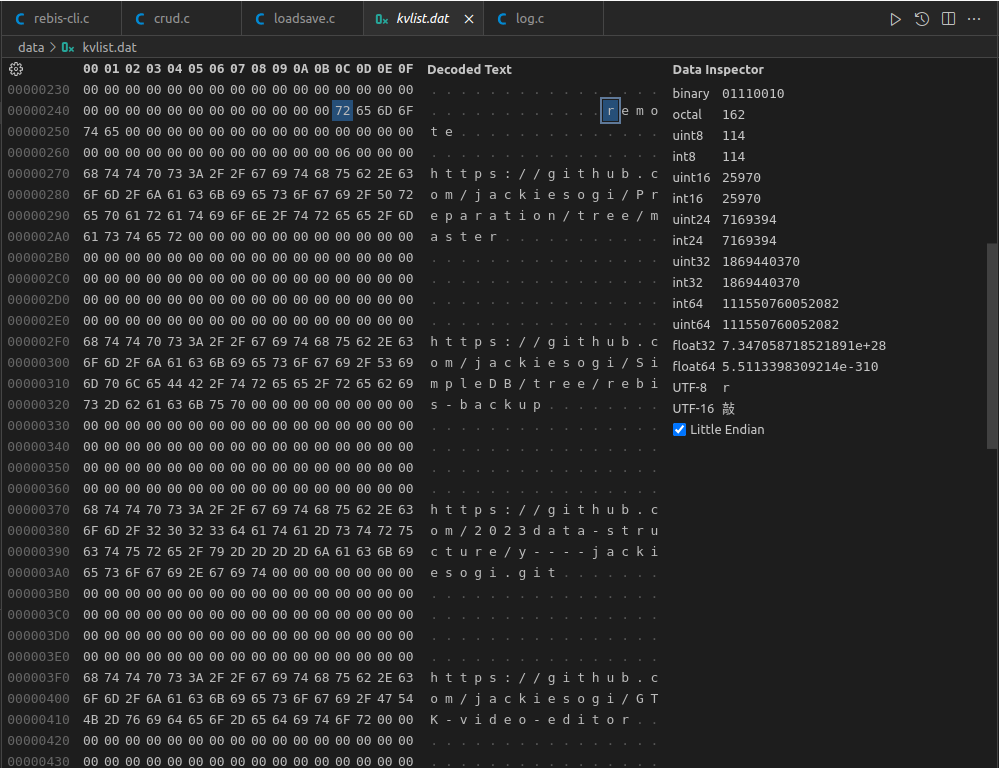 rebis-cli.c crud.c loadsave.c kvlist.dat log.c
data > kvlist.dat
00 01 02 03 04 05 06 07 08 09 0A 0B 0C 0D 0E 0F Decoded Text Data Inspector
00000230 00 00 00 00 00 00 00 00 00 00 00 00 00 00 00 00 . . . . . . . . . . . . . . . . binary 01110010
00000240 00 00 00 00 00 00 00 00 00 00 00 00 72 65 6D 6F . . . . . . . . . . . . r e m o octal 162
00000250 74 65 00 00 00 00 00 00 00 00 00 00 00 00 00 00 t e . . . . . . . . . . . . . . uint8 114
00000260 00 00 00 00 00 00 00 00 00 00 00 00 06 00 00 00 . . . . . . . . . . . . . . . . int8 114
00000270 68 74 74 70 73 3A 2F 2F 67 69 74 68 75 62 2E 63 h t t p s : / / g i t h u b . c uint16 25970
00000280 6F 6D 2F 6A 61 63 6B 69 65 73 6F 67 69 2F 50 72 o m / j a c k i e s o g i / P r int16 25970
00000290 65 70 61 72 61 74 69 6F 6E 2F 74 72 65 65 2F 6D e p a r a t i o n / t r e e / m uint24 7169394
000002A0 61 73 74 65 72 00 00 00 00 00 00 00 00 00 00 00 a s t e r . . . . . . . . . . . int24 7169394
000002B0 00 00 00 00 00 00 00 00 00 00 00 00 00 00 00 00 . . . . . . . . . . . . . . . . uint32 1869440370
000002C0 00 00 00 00 00 00 00 00 00 00 00 00 00 00 00 00 . . . . . . . . . . . . . . . . int32 1869440370
000002D0 00 00 00 00 00 00 00 00 00 00 00 00 00 00 00 00 . . . . . . . . . . . . . . . . int64 111550760052082
000002E0 00 00 00 00 00 00 00 00 00 00 00 00 00 00 00 00 . . . . . . . . . . . . . . . . uint64 111550760052082
000002F0 68 74 74 70 73 3A 2F 2F 67 69 74 68 75 62 2E 63 h t t p s : / / g i t h u b . c float32 7.347058718521891e+28
00000300 6F 6D 2F 6A 61 63 6B 69 65 73 6F 67 69 2F 53 69 o m / j a c k i e s o g i / S i float64 5.5113398309214e-310
00000310 6D 70 6C 65 44 42 2F 74 72 65 65 2F 72 65 62 69 m p l e D B / t r e e / r e b i UTF-8 r
00000320 73 2D 62 61 63 6B 75 70 00 00 00 00 00 00 00 00 s - b a c k u p . . . . . . . . UTF-16 敲
00000330 00 00 00 00 00 00 00 00 00 00 00 00 00 00 00 00 . . . . . . . . . . . . . . . . Little Endian
00000340 00 00 00 00 00 00 00 00 00 00 00 00 00 00 00 00 . . . . . . . . . . . . . . . .
00000350 00 00 00 00 00 00 00 00 00 00 00 00 00 00 00 00 . . . . . . . . . . . . . . . .
00000360 00 00 00 00 00 00 00 00 00 00 00 00 00 00 00 00 . . . . . . . . . . . . . . . .
00000370 68 74 74 70 73 3A 2F 2F 67 69 74 68 75 62 2E 63 h t t p s : / / g i t h u b . c
00000380 6F 6D 2F 32 30 32 33 64 61 74 61 2D 73 74 72 75 o m / 2 0 2 3 d a t a - s t r u
00000390 63 74 75 72 65 2F 79 2D 2D 2D 2D 6A 61 63 6B 69 c t u r e / y - - - - j a c k i
000003A0 65 73 6F 67 69 2E 67 69 74 00 00 00 00 00 00 00 e s o g i . g i t . . . . . . .
000003B0 00 00 00 00 00 00 00 00 00 00 00 00 00 00 00 00 . . . . . . . . . . . . . . . .
000003C0 00 00 00 00 00 00 00 00 00 00 00 00 00 00 00 00 . . . . . . . . . . . . . . . .
000003D0 00 00 00 00 00 00 00 00 00 00 00 00 00 00 00 00 . . . . . . . . . . . . . . . .
000003E0 00 00 00 00 00 00 00 00 00 00 00 00 00 00 00 00 . . . . . . . . . . . . . . . .
000003F0 68 74 74 70 73 3A 2F 2F 67 69 74 68 75 62 2E 63 h t t p s : / / g i t h u b . c
00000400 6F 6D 2F 6A 61 63 6B 69 65 73 6F 67 69 2F 47 54 o m / j a c k i e s o g i / G T
00000410 4B 2D 76 69 64 65 6F 2D 65 64 69 74 6F 72 00 00 K - v i d e o - e d i t o r . .
00000420 00 00 00 00 00 00 00 00 00 00 00 00 00 00 00 00 . . . . . . . . . . . . . . . .
00000430 00 00 00 00 00 00 00 00 00 00 00 00 00 00 00 00 . . . . . . . . . . . . . . . .